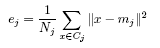 e_j = \frac{1}{N_j} \sum_{x \in C_j} \|x - m_j\|^2